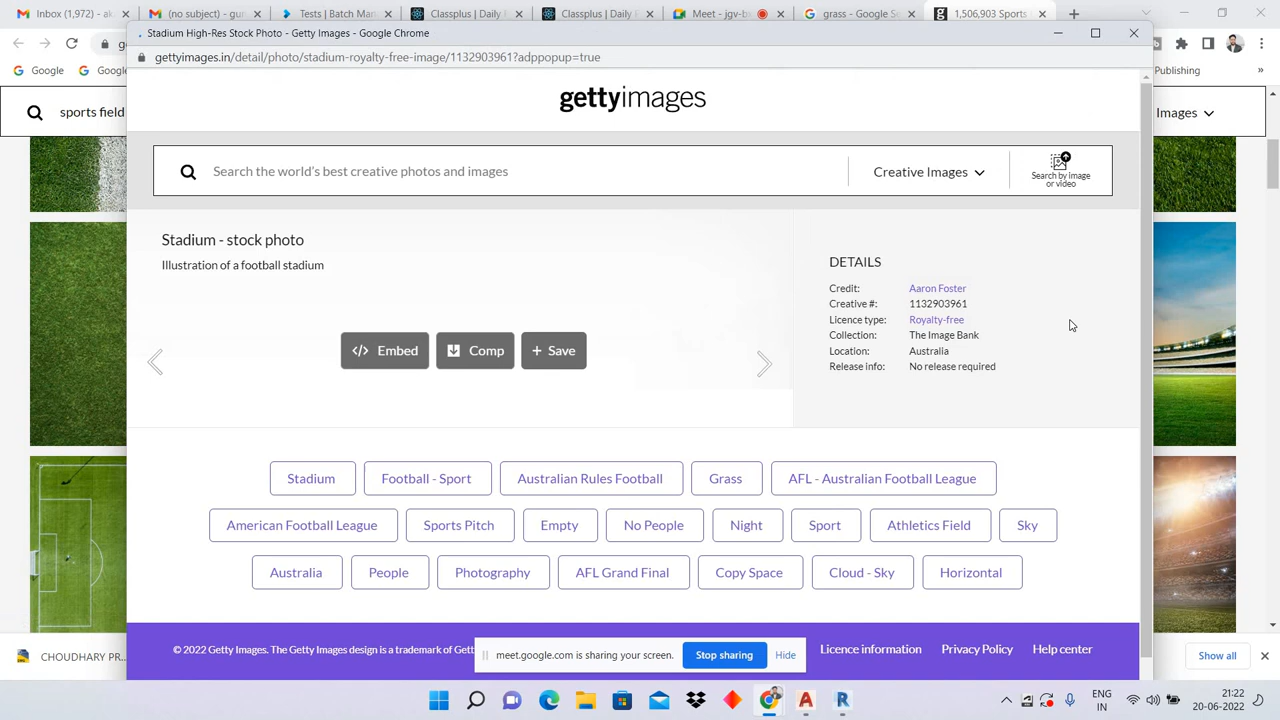 Inbox (1,972) - ak
(no subject) - am
Tests | Batch Man
Classplus | Daily
Classplus | Daily
Meet - jgv-bc
grass - Google Se
1,506,903 Sports
Stadium High-Res Stock Photo - Getty Images - Google Chrome
gettyimages.in/detail/photo/stadium-royalty-free-image/1132903961?adppopup=true
Google
Publishing
»
gettyimages
sports field
Images
Search the world's best creative photos and images
Creative Images
Search by image
or video
Stadium - stock photo
Illustration of a football stadium
DETAILS
Credit: Aaron Foster
Creative #: 1132903961
Licence type: Royalty-free
Collection: The Image Bank
Location: Australia
Release info: No release required
</> Embed Comp + Save
Stadium Football - Sport Australian Rules Football Grass AFL - Australian Football League
American Football League Sports Pitch Empty No People Night Sport Athletics Field Sky
Australia People Photography AFL Grand Final Copy Space Cloud - Sky Horizontal
© 2022 Getty Images. The Getty Images design is a trademark of Gett
Licence information Privacy Policy Help center
meet.google.com is sharing your screen. Stop sharing Hide
CHOUDHARY PR...
Show all
ENG
IN
21:22
20-06-2022